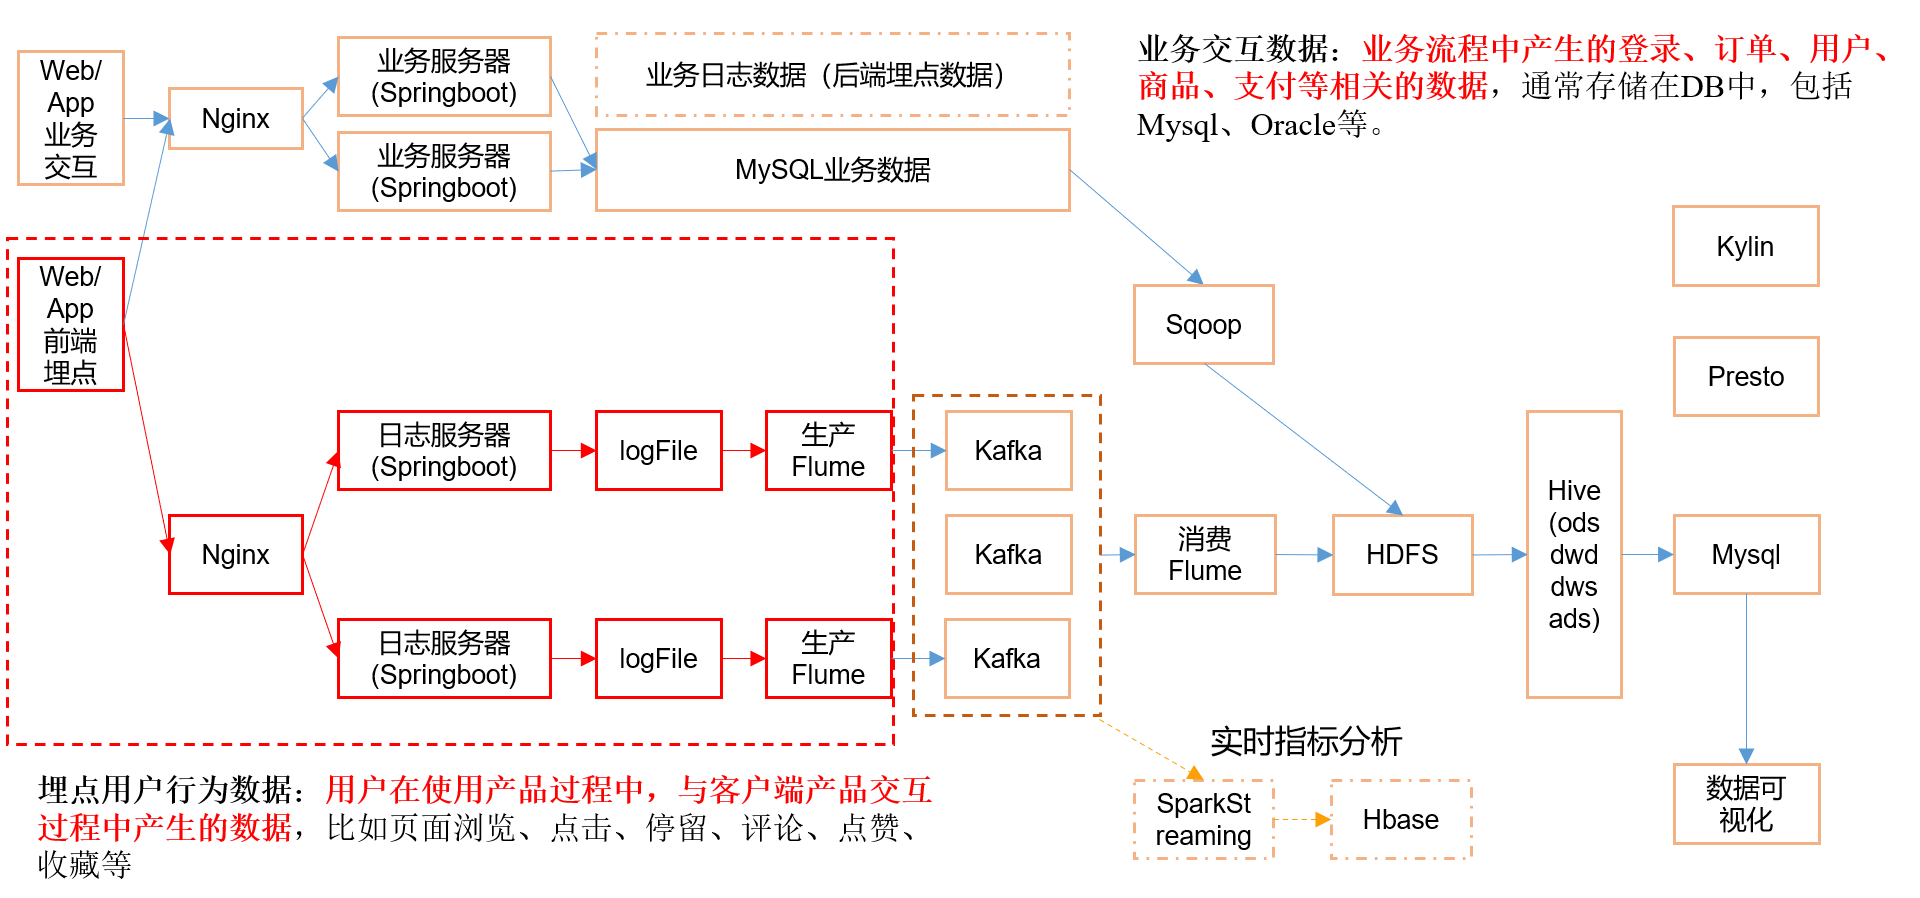 Web/
App
业务
交互
Nginx
业务服务器
(Springboot)
业务服务器
(Springboot)
业务日志数据（后端埋点数据）
MySQL业务数据
业务交互数据：业务流程中产生的登录、订单、用户、
商品、支付等相关的数据，通常存储在DB中，包括
Mysql、Oracle等。
Web/
App
前端
埋点
Nginx
日志服务器
(Springboot)
logFile
生产
Flume
日志服务器
(Springboot)
logFile
生产
Flume
Kafka
Kafka
Kafka
Sqoop
消费
Flume
HDFS
Hive
(ods
dwd
dws
ads)
Kylin
Presto
Mysql
数据可
视化
实时指标分析
SparkSt
reaming
Hbase
埋点用户行为数据：用户在使用产品过程中，与客户端产品交互
过程中产生的数据，比如页面浏览、点击、停留、评论、点赞、
收藏等